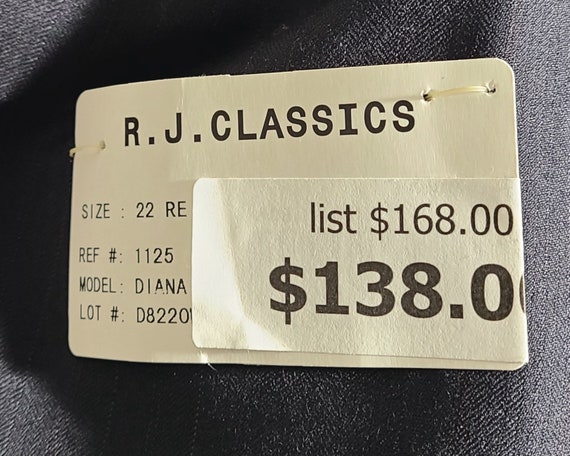 R.J.CLASSICS
SIZE : 22 RE
list $168.00
REF #: 1125
$138.0
MODEL: DIANA
LOT #: D8220